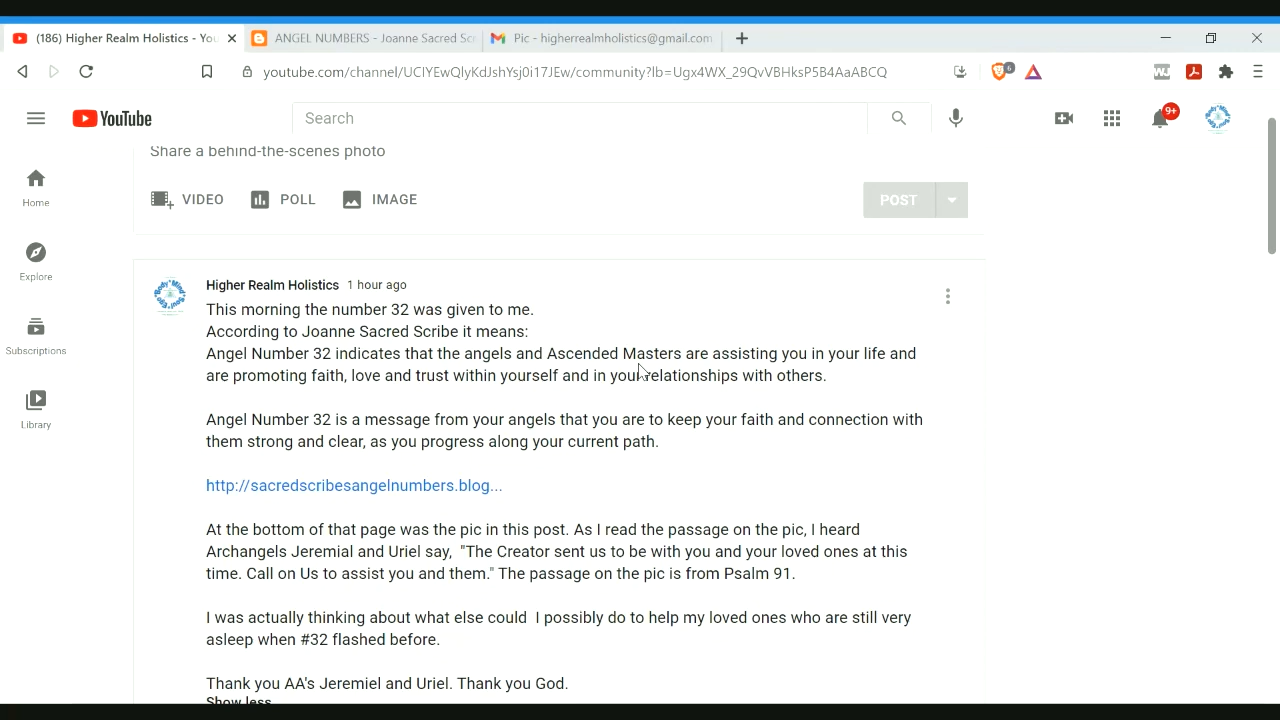 (186) Higher Realm Holistics - You
ANGEL NUMBERS - Joanne Sacred Scr
Pic - higherrealmholistics@gmail.com
YouTube
Search
9+
Share a behind-the-scenes photo
VIDEO POLL IMAGE POST
Home
Explore
Subscriptions
Library
Higher Realm Holistics 1 hour ago
This morning the number 32 was given to me.
According to Joanne Sacred Scribe it means:
Angel Number 32 indicates that the angels and Ascended Masters are assisting you in your life and
are promoting faith, love and trust within yourself and in your relationships with others.
Angel Number 32 is a message from your angels that you are to keep your faith and connection with
them strong and clear, as you progress along your current path.
http://sacredscribesangelnumbers.blog...
At the bottom of that page was the pic in this post. As I read the passage on the pic, I heard
Archangels Jeremial and Uriel say, "The Creator sent us to be with you and your loved ones at this
time. Call on Us to assist you and them." The passage on the pic is from Psalm 91.
I was actually thinking about what else could I possibly do to help my loved ones who are still very
asleep when #32 flashed before.
Thank you AA's Jeremiel and Uriel. Thank you God.
Show less